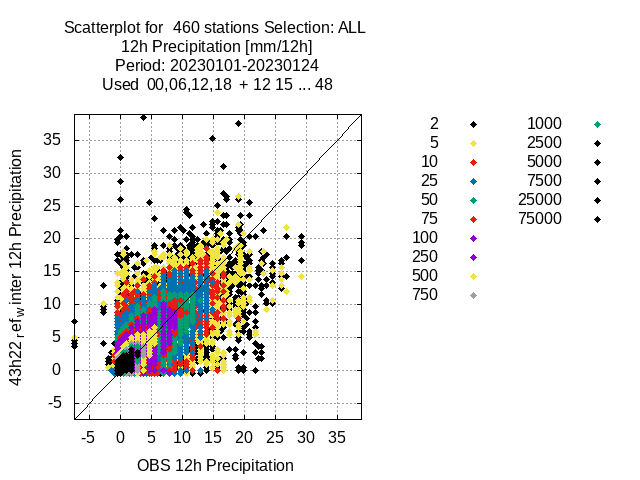 Scatterplot for 460 stations Selection: ALL
12h Precipitation [mm/12h]
Period: 20230101-20230124
Used 00,06,12,18 + 12 15 ... 48
43h22_ref_winter 12h Precipitation
35
30
25
20
15
10
5
0
-5
-5 0 5 10 15 20 25 30 35
OBS 12h Precipitation
2 1000
5 2500
10 5000
25 7500
50 25000
75 75000
100
250
500
750